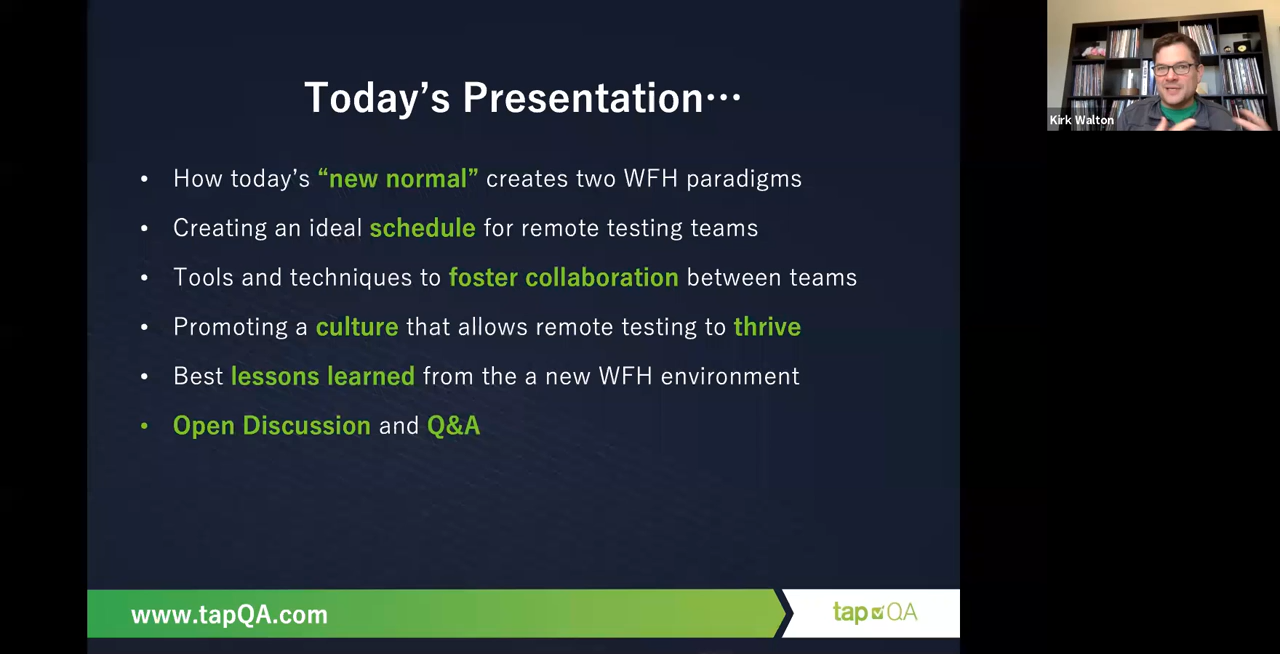 Today's Presentation…
• How today's “new normal” creates two WFH paradigms
• Creating an ideal schedule for remote testing teams
• Tools and techniques to foster collaboration between teams
• Promoting a culture that allows remote testing to thrive
• Best lessons learned from the a new WFH environment
• Open Discussion and Q&A
www.tapQA.com
tap QA
Kirk Walton